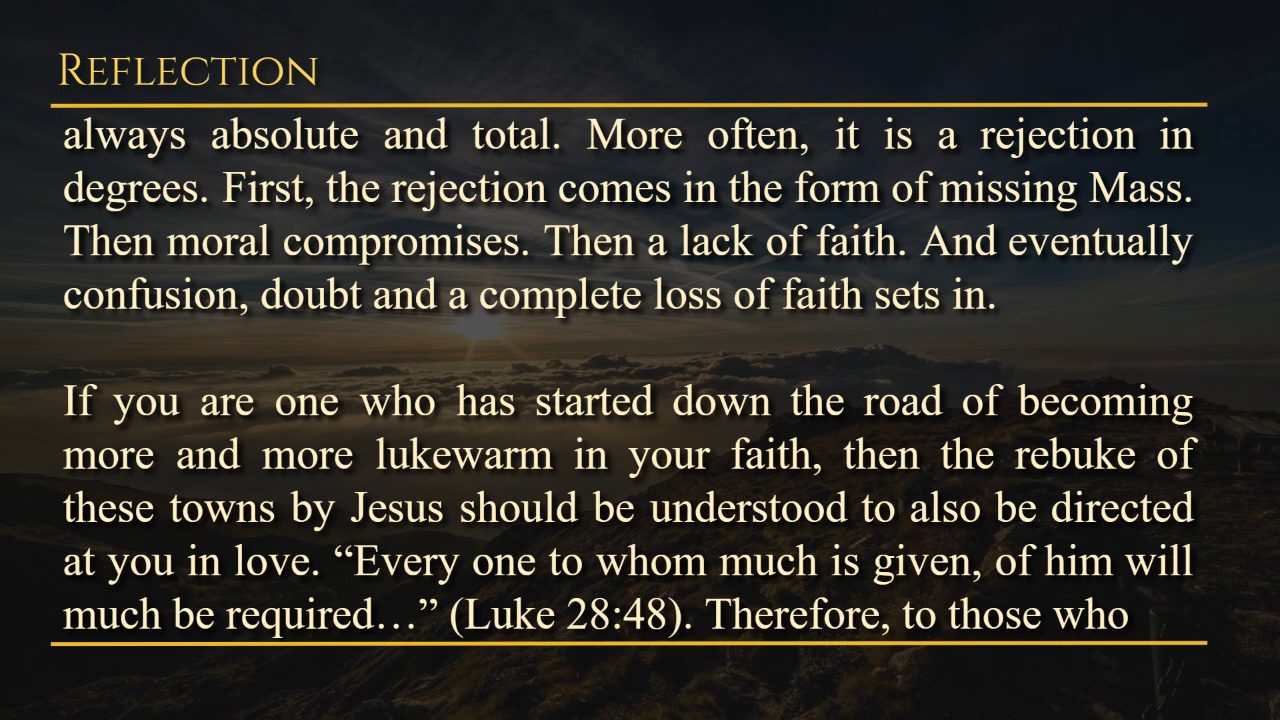 Reflection
always absolute and total. More often, it is a rejection in
degrees. First, the rejection comes in the form of missing Mass.
Then moral compromises. Then a lack of faith. And eventually
confusion, doubt and a complete loss of faith sets in.
If you are one who has started down the road of becoming
more and more lukewarm in your faith, then the rebuke of
these towns by Jesus should be understood to also be directed
at you in love. “Every one to whom much is given, of him will
much be required…” (Luke 28:48). Therefore, to those who